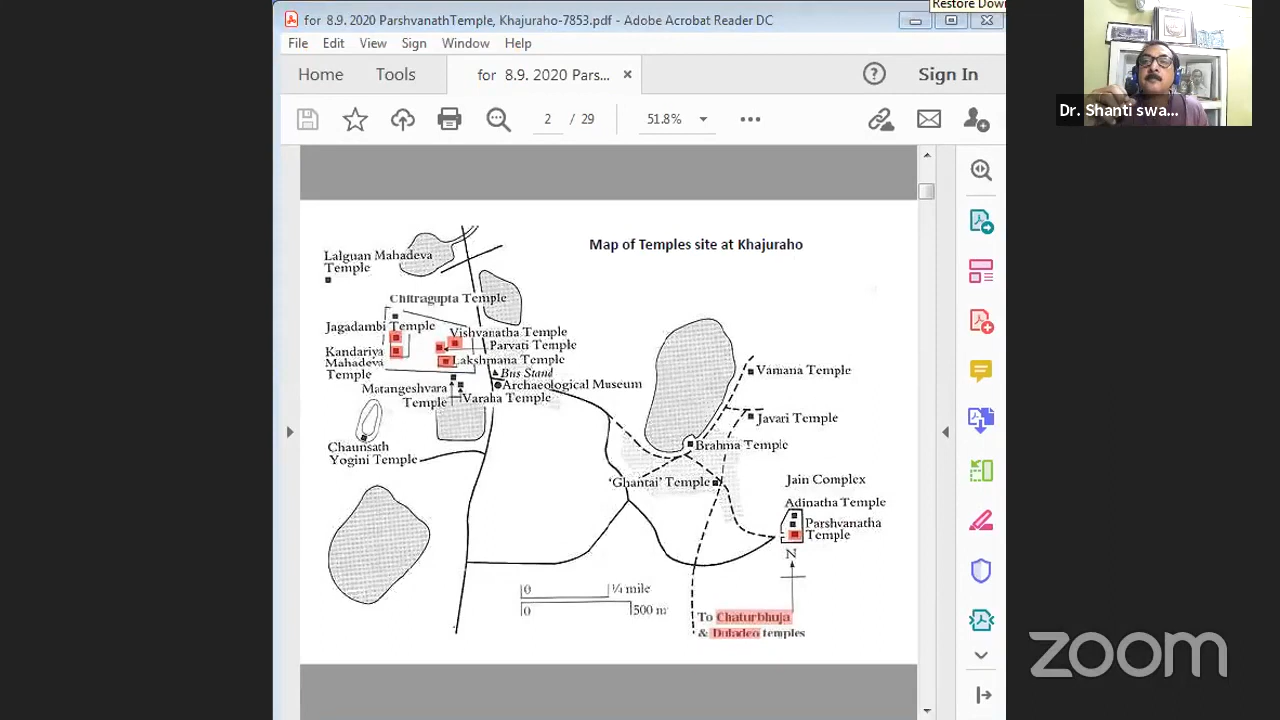 Restore Down
for 8.9. 2020 ParshvanathTemple, Khajuraho-7853.pdf - Adobe Acrobat Reader DC
File Edit View Sign Window Help
Home Tools for 8.9. 2020 Pars... × ? Sign In
2 / 29 51.8%
Dr. Shanti swa...
Map of Temples site at Khajuraho
Lalguan Mahadeva
Temple
Chitragupta Temple
Jagadambi Temple
Vishvanatha Temple
Parvati Temple
Kandariya
Mahadeva
Temple
Lakshmana Temple
Bus Stand
Archaeological Museum
Matangeshvara
Temple
Varaha Temple
Chaunsath
Yogini Temple
Vamana Temple
Javari Temple
Brahma Temple
'Ghantai' Temple
Jain Complex
Adinatha Temple
Parshvanatha
Temple
N
0 ¼ mile
0 500 m
To Chaturbhuja
& Duladeo temples
zoom